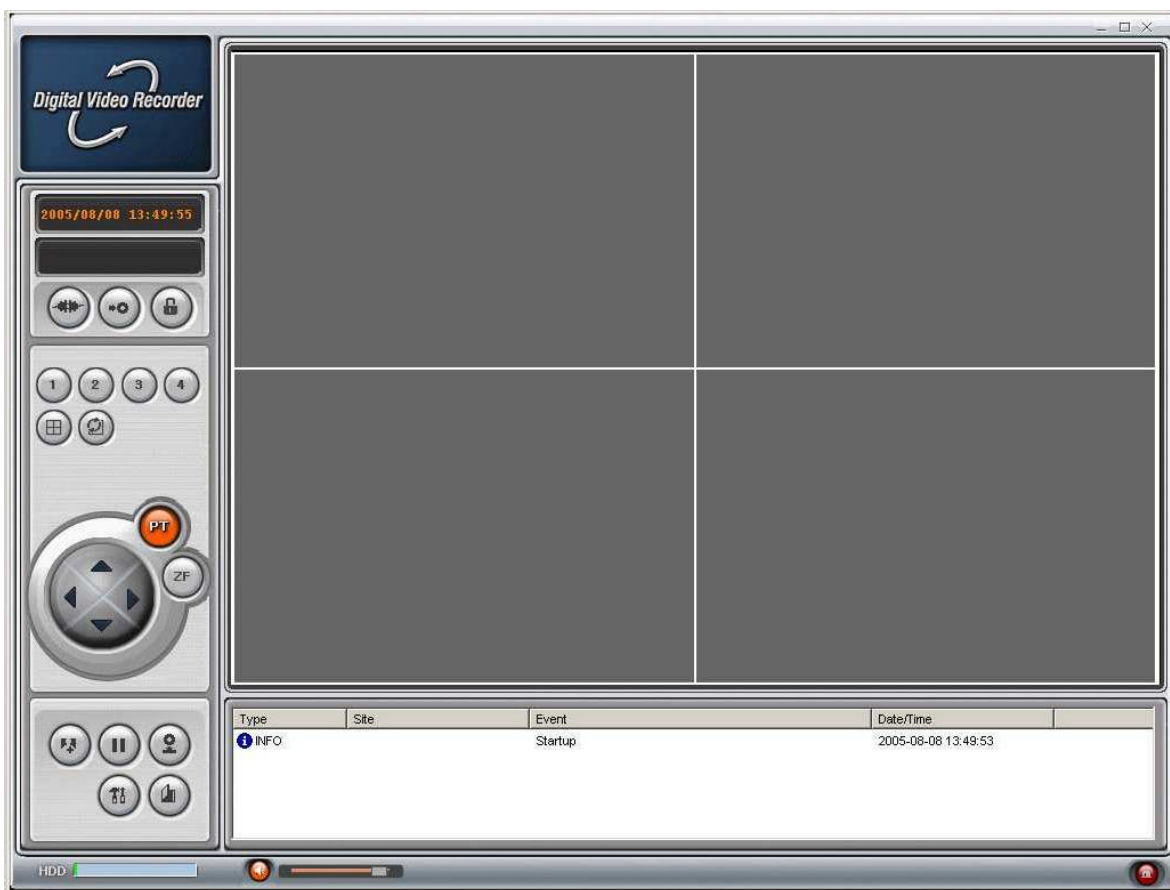 Digital Video Recorder
2005/08/08 13:49:55
1 2 3 4
PT
ZF
Type Site Event Date/Time
INFO Startup 2005-08-08 13:49:53
HDD